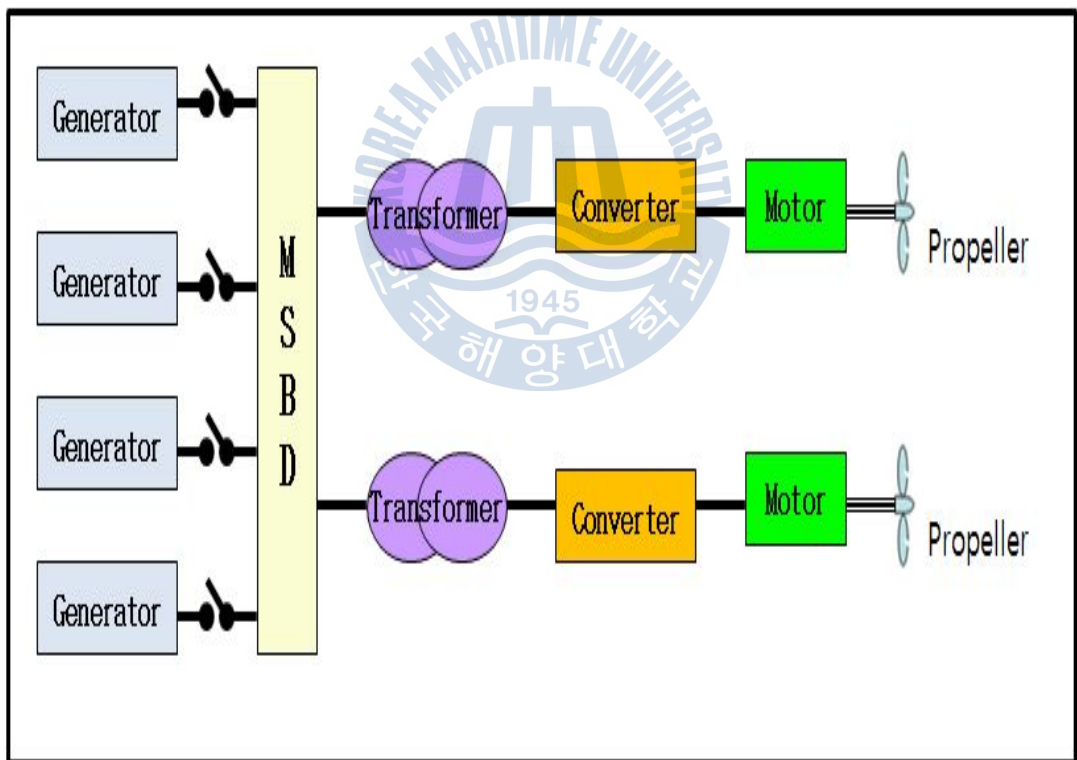 KOREA MARITIME UNIVERSITY
Generator
Generator
Generator
Generator
M
S
B
D
Transformer
Converter
Motor
Propeller
1945
한국해양대학교
Transformer
Converter
Motor
Propeller